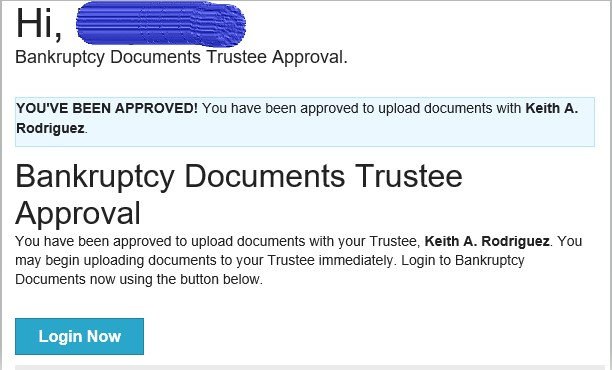 Hi,
Bankruptcy Documents Trustee Approval.
YOU'VE BEEN APPROVED! You have been approved to upload documents with Keith A.
Rodriguez.
Bankruptcy Documents Trustee
Approval
You have been approved to upload documents with your Trustee, Keith A. Rodriguez. You
may begin uploading documents to your Trustee immediately. Login to Bankruptcy
Documents now using the button below.
Login Now